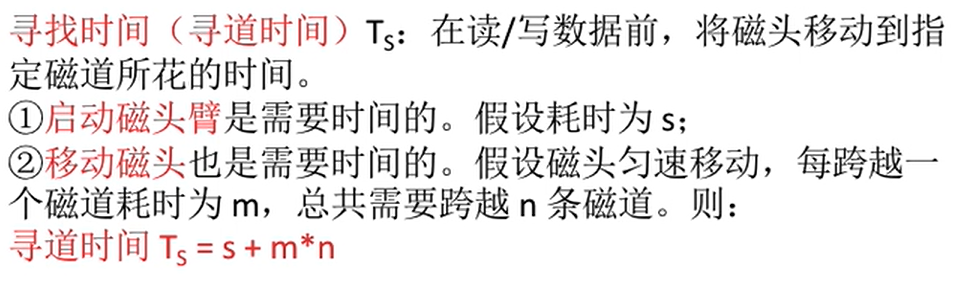 寻找时间（寻道时间）TS：在读/写数据前，将磁头移动到指
定磁道所花的时间。
①启动磁头臂是需要时间的。假设耗时为 s；
②移动磁头也是需要时间的。假设磁头匀速移动，每跨越一
个磁道耗时为 m，总共需要跨越 n 条磁道。则：
寻道时间 TS = s + m*n